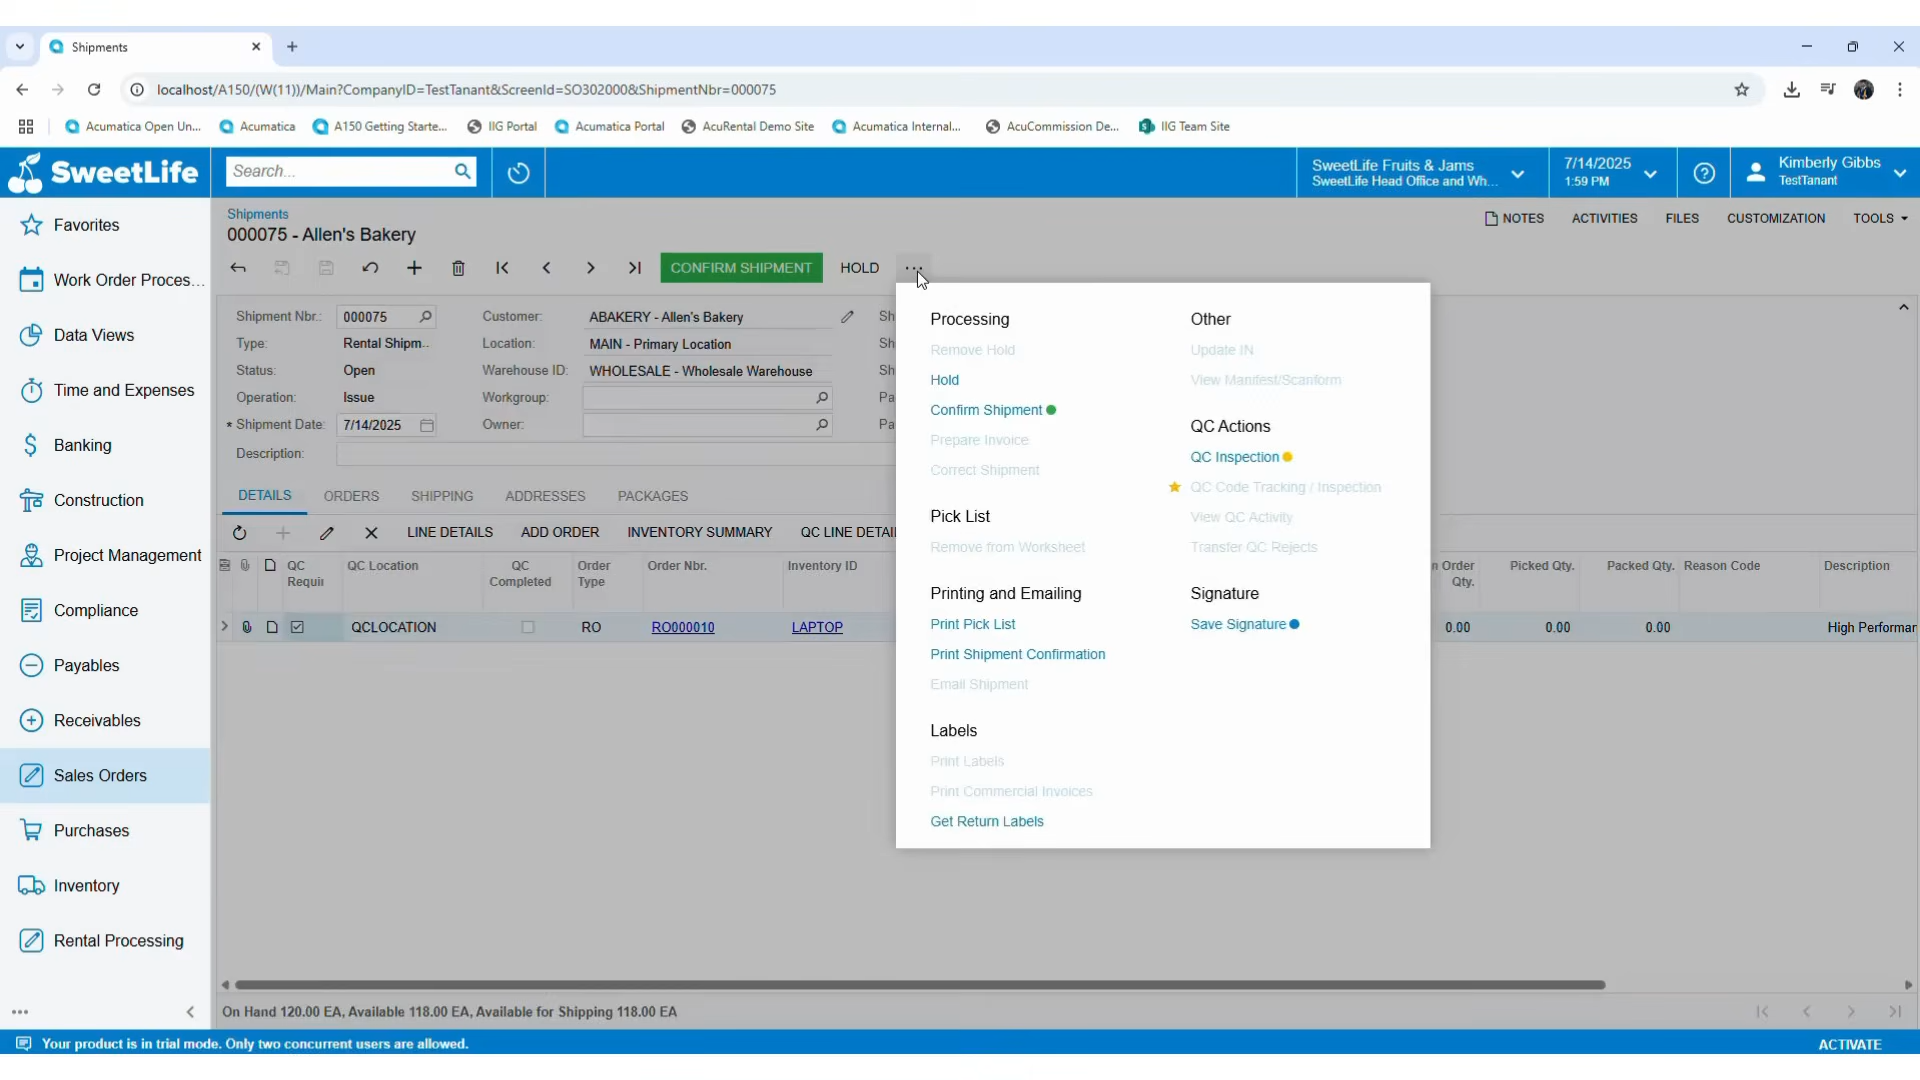 Shipments
localhost/A150/(W(11))/Main?CompanyID=TestTanant&ScreenId=SO302000&ShipmentNbr=000075
Acumatica Open Un...
Acumatica
A150 Getting Starte...
IIG Portal
Acumatica Portal
AcuRental Demo Site
Acumatica Internal...
AcuCommission De...
IIG Team Site
SweetLife
Search...
SweetLife Fruits & Jams
SweetLife Head Office and Wh...
7/14/2025
1:59 PM
Kimberly Gibbs
TestTanant
Favorites
Work Order Proces...
Data Views
Time and Expenses
Banking
Construction
Project Management
Compliance
Payables
Receivables
Sales Orders
Purchases
Inventory
Rental Processing
Shipments
000075 - Allen's Bakery
NOTES
ACTIVITIES
FILES
CUSTOMIZATION
TOOLS
CONFIRM SHIPMENT
HOLD
Shipment Nbr.: 000075
Type: Rental Shipm..
Status: Open
Operation: Issue
* Shipment Date: 7/14/2025
Description:
Customer: ABAKERY - Allen's Bakery
Location: MAIN - Primary Location
Warehouse ID: WHOLESALE - Wholesale Warehouse
Workgroup:
Owner:
Sh
Sh
Sh
Pa
Pa
DETAILS
ORDERS
SHIPPING
ADDRESSES
PACKAGES
LINE DETAILS
ADD ORDER
INVENTORY SUMMARY
QC LINE DETAI
QC Requir
QC Location
QC Completed
Order Type
Order Nbr.
Inventory ID
n Order Qty.
Picked Qty.
Packed Qty.
Reason Code
Description
QCLOCATION
RO
RO000010
LAPTOP
0.00
0.00
0.00
High Performar
Processing
Remove Hold
Hold
Confirm Shipment
Prepare Invoice
Correct Shipment
Pick List
Remove from Worksheet
Printing and Emailing
Print Pick List
Print Shipment Confirmation
Email Shipment
Labels
Print Labels
Print Commercial Invoices
Get Return Labels
Other
Update IN
View Manifest/Scanform
QC Actions
QC Inspection
QC Code Tracking / Inspection
View QC Activity
Transfer QC Rejects
Signature
Save Signature
On Hand 120.00 EA, Available 118.00 EA, Available for Shipping 118.00 EA
Your product is in trial mode. Only two concurrent users are allowed.
ACTIVATE